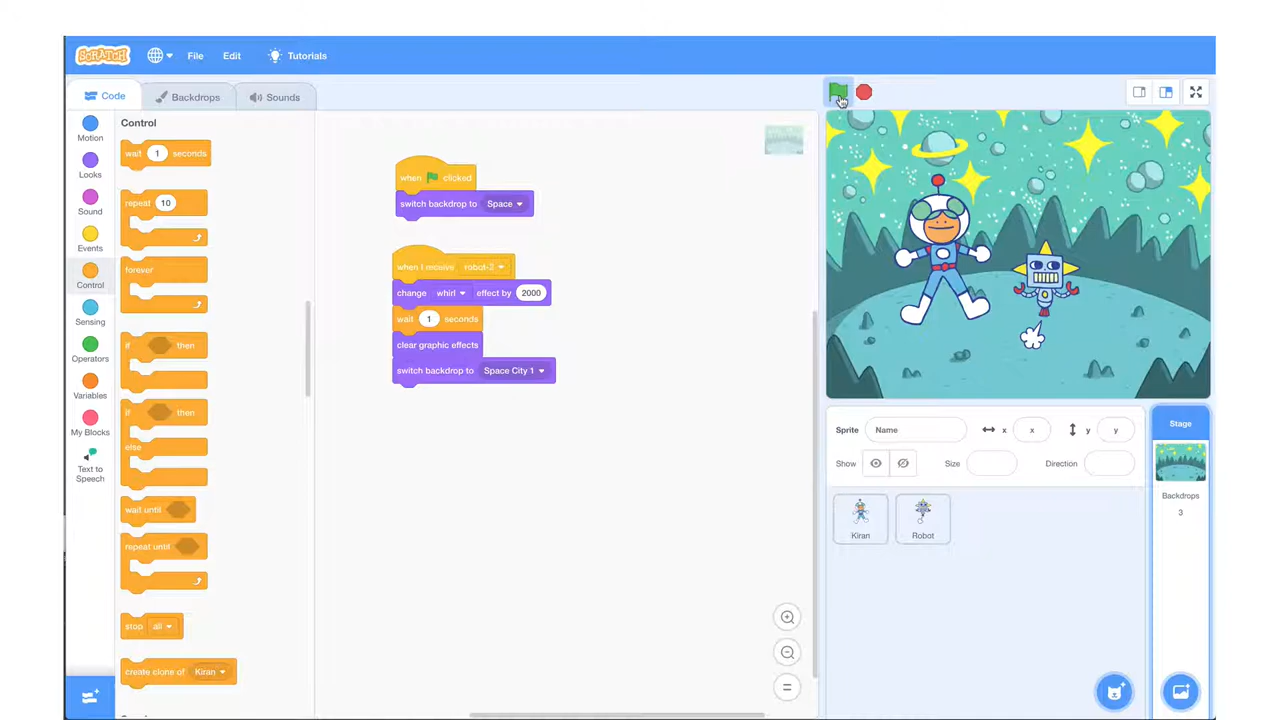 SCRATCH File Edit Tutorials
Code Backdrops Sounds
Motion
Looks
Sound
Events
Control
Sensing
Operators
Variables
My Blocks
Text to
Speech
Control
wait 1 seconds
repeat 10
forever
if then
if then
else
wait until
repeat until
stop all
create clone of Kiran
when clicked
switch backdrop to Space
when I receive robot-2
change whirl effect by 2000
wait 1 seconds
clear graphic effects
switch backdrop to Space City 1
Sprite Name x x y y
Show Size Direction
Kiran Robot
Stage
Backdrops
3